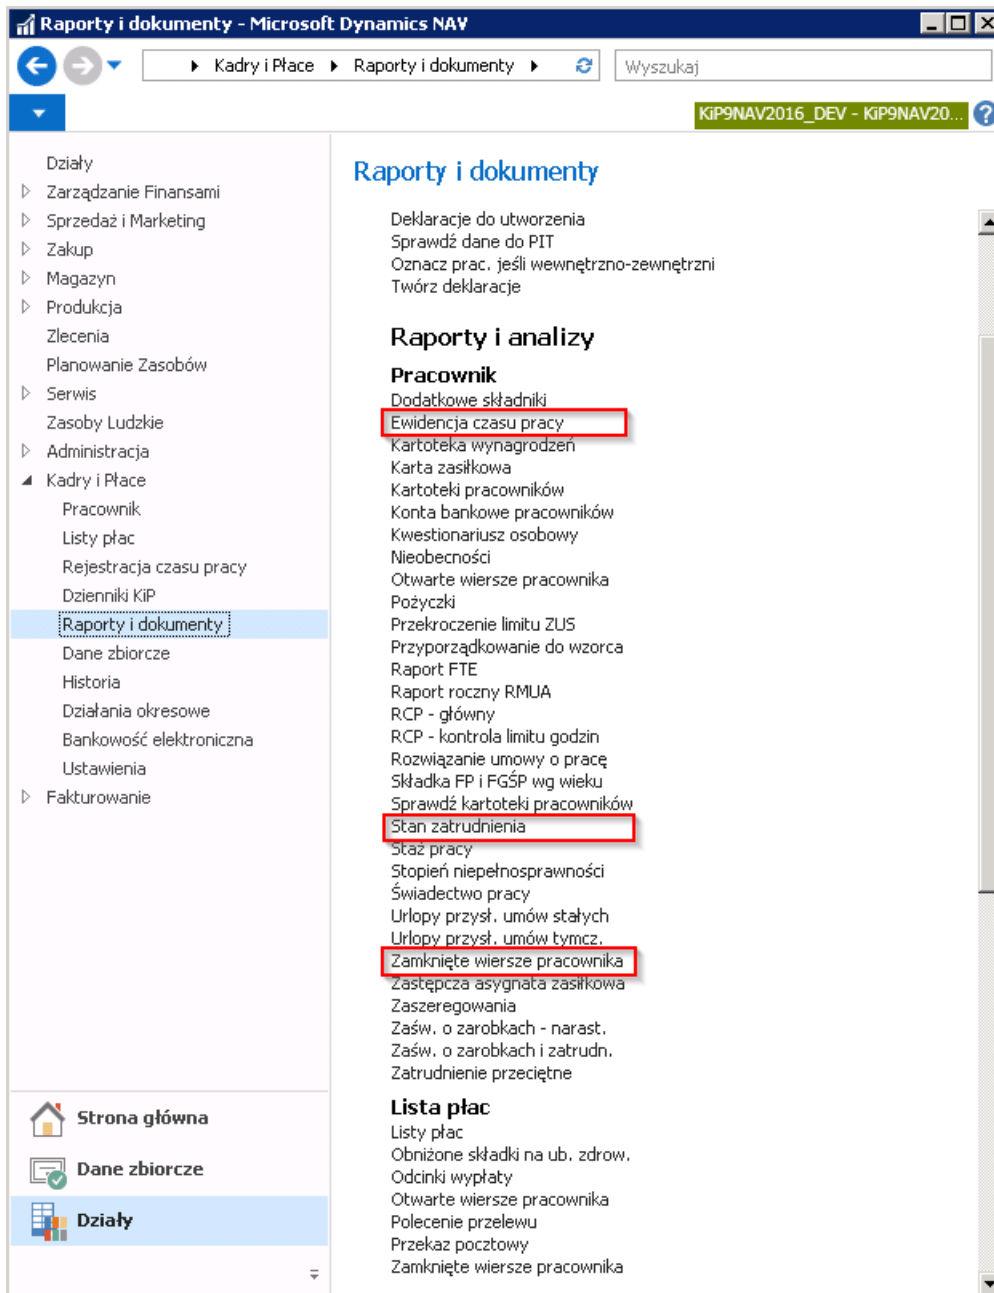 Raporty i dokumenty - Microsoft Dynamics NAV
Kadry i Płace Raporty i dokumenty
Wyszukaj
KiP9NAV2016_DEV - KiP9NAV20...
Działy
Zarządzanie Finansami
Sprzedaż i Marketing
Zakup
Magazyn
Produkcja
Zlecenia
Planowanie Zasobów
Serwis
Zasoby Ludzkie
Administracja
Kadry i Płace
Pracownik
Listy płac
Rejestracja czasu pracy
Dzienniki KiP
Raporty i dokumenty
Dane zbiorcze
Historia
Działania okresowe
Bankowość elektroniczna
Ustawienia
Fakturowanie
Strona główna
Dane zbiorcze
Działy
Raporty i dokumenty
Deklaracje do utworzenia
Sprawdź dane do PIT
Oznacz prac. jeśli wewnętrzno-zewnętrzni
Twórz deklaracje
Raporty i analizy
Pracownik
Dodatkowe składniki
Ewidencja czasu pracy
Kartoteka wynagrodzeń
Karta zasiłkowa
Kartoteki pracowników
Konta bankowe pracowników
Kwestionariusz osobowy
Nieobecności
Otwarte wiersze pracownika
Pożyczki
Przekroczenie limitu ZUS
Przyporządkowanie do wzorca
Raport FTE
Raport roczny RMUA
RCP - główny
RCP - kontrola limitu godzin
Rozwiązanie umowy o pracę
Składka FP i FGŚP wg wieku
Sprawdź kartoteki pracowników
Stan zatrudnienia
Staż pracy
Stopień niepełnosprawności
Świadectwo pracy
Urlopy przysł. umów stałych
Urlopy przysł. umów tymcz.
Zamknięte wiersze pracownika
Zastępcza asygnata zasiłkowa
Zaszeregowania
Zaśw. o zarobkach - narast.
Zaśw. o zarobkach i zatrudn.
Zatrudnienie przeciętne
Lista płac
Listy płac
Obniżone składki na ub. zdrow.
Odcinki wypłaty
Otwarte wiersze pracownika
Polecenie przelewu
Przekaz pocztowy
Zamknięte wiersze pracownika